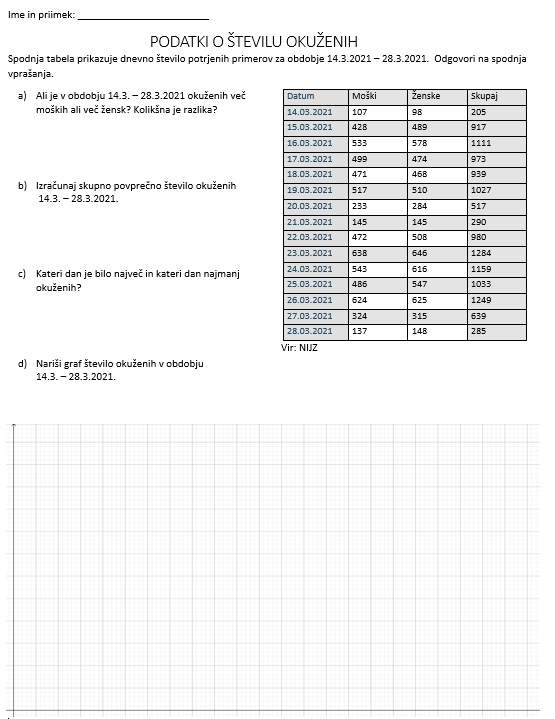 Ime in priimek: ________________________
PODATKI O ŠTEVILU OKUŽENIH
Spodnja tabela prikazuje dnevno število potrjenih primerov za obdobje 14.3.2021 – 28.3.2021. Odgovori na spodnja
vprašanja.
a) Ali je v obdobju 14.3. – 28.3.2021 okuženih več
moških ali več žensk? Kolikšna je razlika?
b) Izračunaj skupno povprečno število okuženih
14.3. – 28.3.2021.
c) Kateri dan je bilo največ in kateri dan najmanj
okuženih?
d) Nariši graf število okuženih v obdobju
14.3. – 28.3.2021.
Datum Moški Ženske Skupaj
14.03.2021 107 98 205
15.03.2021 428 489 917
16.03.2021 533 578 1111
17.03.2021 499 474 973
18.03.2021 471 468 939
19.03.2021 517 510 1027
20.03.2021 233 284 517
21.03.2021 145 145 290
22.03.2021 472 508 980
23.03.2021 638 646 1284
24.03.2021 543 616 1159
25.03.2021 486 547 1033
26.03.2021 624 625 1249
27.03.2021 324 315 639
28.03.2021 137 148 285
Vir: NIJZ